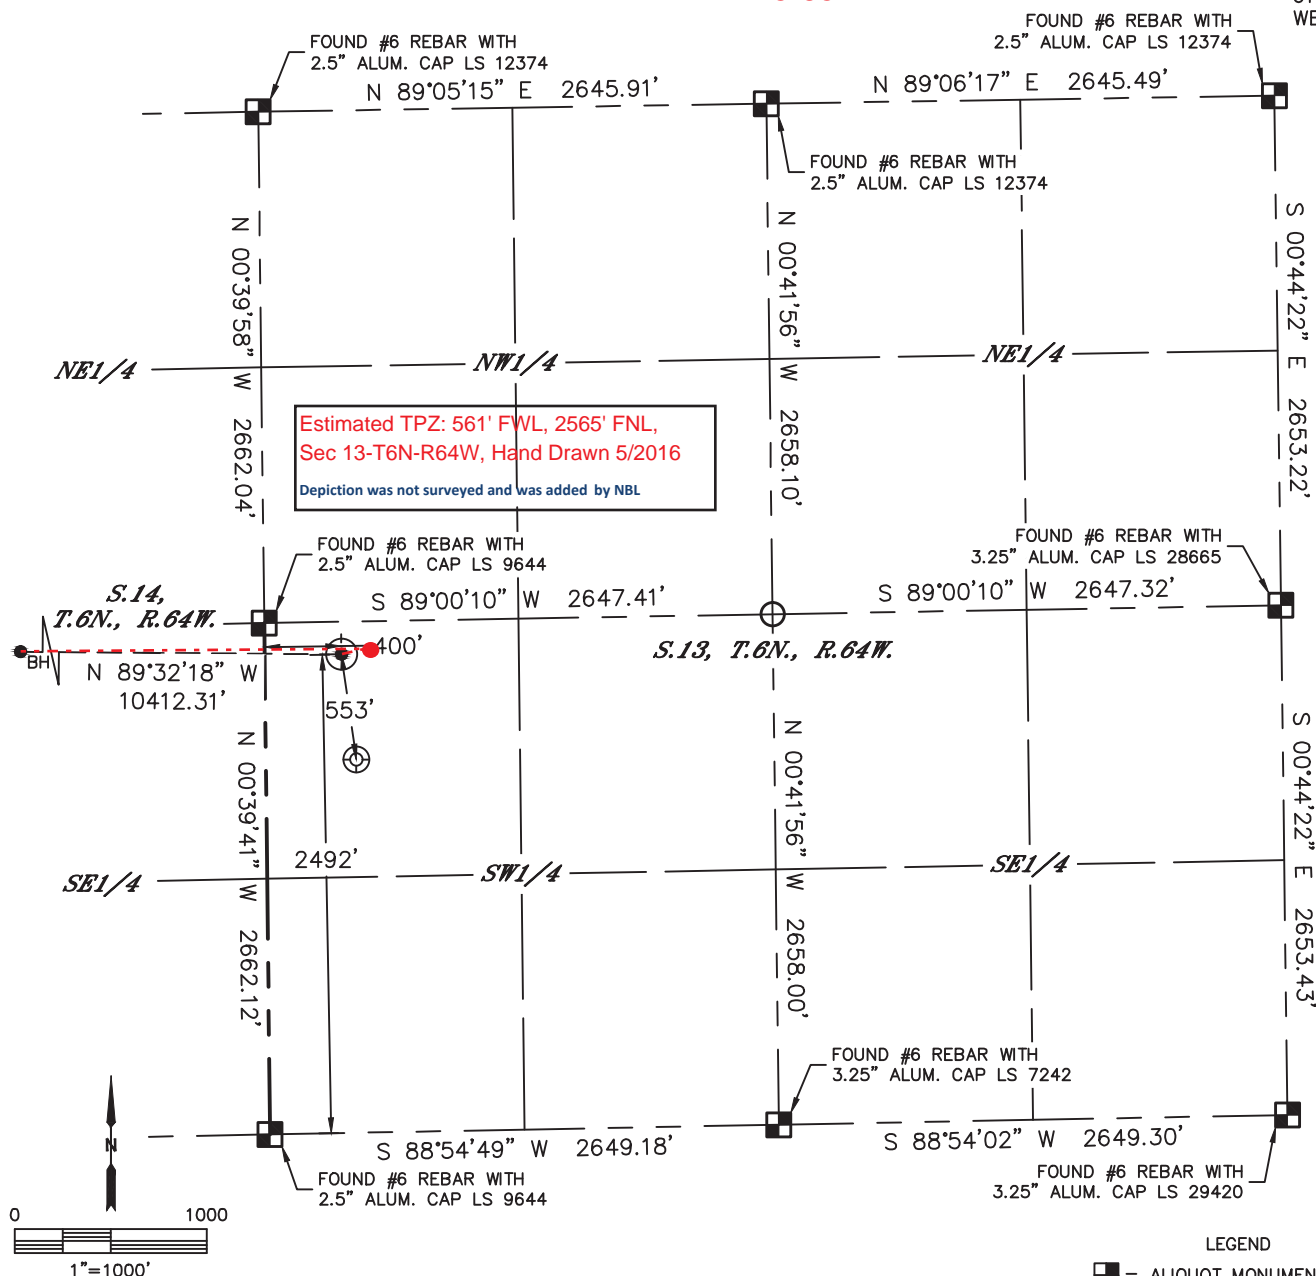 FOUND #6 REBAR WITH
2.5" ALUM. CAP LS 12374
FOUND #6 REBAR WITH
2.5" ALUM. CAP LS 12374
WE
N 89°05'15" E 2645.91'
N 89°06'17" E 2645.49'
FOUND #6 REBAR WITH
2.5" ALUM. CAP LS 12374
N 00°39'58" W 2662.04'
N 00°41'56" W 2658.10'
S 00°44'22" E 2653.22'
NE1/4
NW1/4
NE1/4
Estimated TPZ: 561' FWL, 2565' FNL,
Sec 13-T6N-R64W, Hand Drawn 5/2016
Depiction was not surveyed and was added by NBL
FOUND #6 REBAR WITH
2.5" ALUM. CAP LS 9644
FOUND #6 REBAR WITH
3.25" ALUM. CAP LS 28665
S.14,
T.6N., R.64W.
S 89°00'10" W 2647.41'
S 89°00'10" W 2647.32'
400'
S.13, T.6N., R.64W.
BH
N 89°32'18" W
10412.31'
553'
N 00°39'41" W 2662.12'
N 00°41'56" W 2658.00'
S 00°44'22" E 2653.43'
2492'
SE1/4
SW1/4
SE1/4
FOUND #6 REBAR WITH
3.25" ALUM. CAP LS 7242
N
S 88°54'49" W 2649.18'
S 88°54'02" W 2649.30'
FOUND #6 REBAR WITH
2.5" ALUM. CAP LS 9644
FOUND #6 REBAR WITH
3.25" ALUM. CAP LS 29420
0 1000
1"=1000'
LEGEND
= ALIQUOT MONUMEN